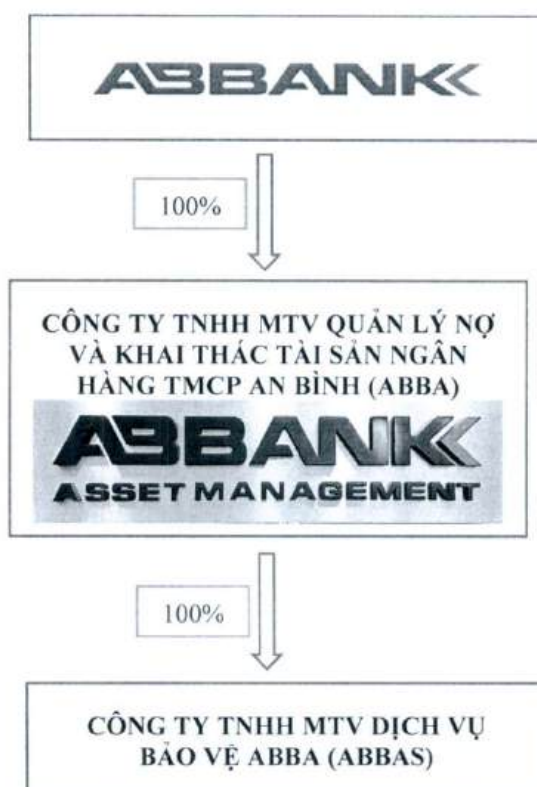 ABBANK
100%
CÔNG TY TNHH MTV QUẢN LÝ NỢ
VÀ KHAI THÁC TÀI SẢN NGÂN
HÀNG TMCP AN BÌNH (ABBA)
ABBANK
ASSET MANAGEMENT
100%
CÔNG TY TNHH MTV DỊCH VỤ
BẢO VỆ ABBA (ABBAS)